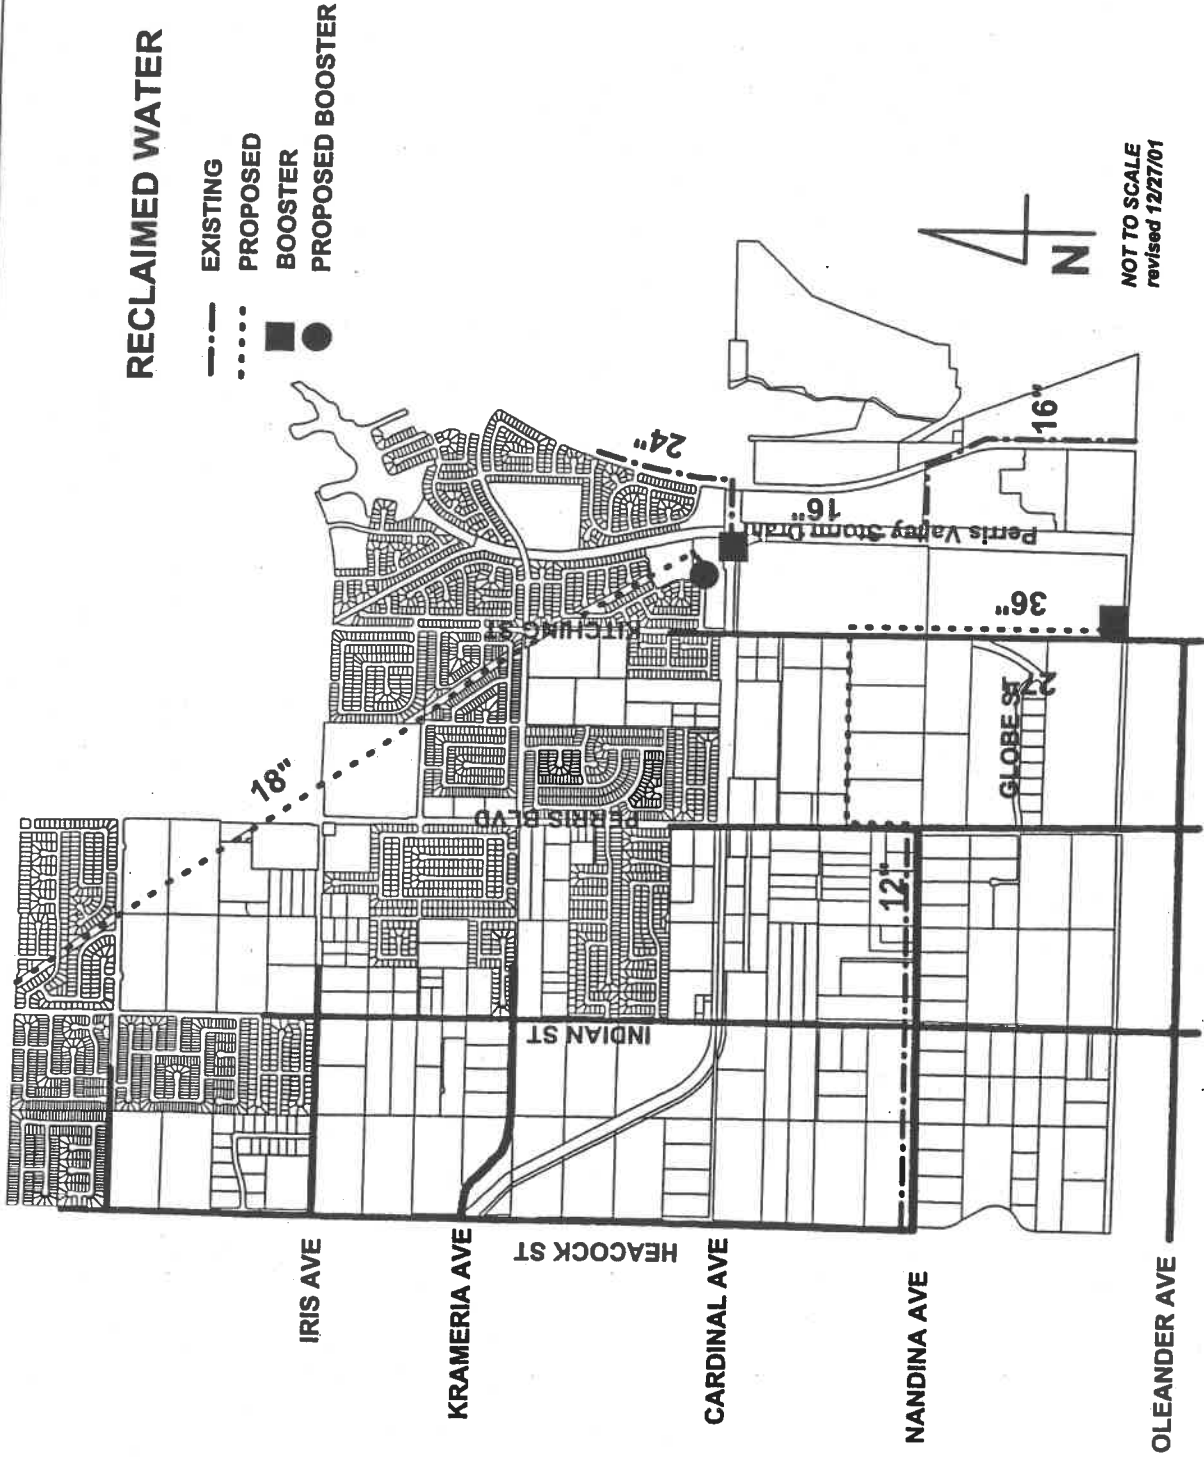 RECLAIMED WATER
EXISTING
PROPOSED
BOOSTER
PROPOSED BOOSTER
18"
24"
16"
16"
36"
27"
12"
Perris Valley Storm Drain
KITCHING ST
PERRIS BLVD
INDIAN ST
HEACOCK ST
GLOBE ST
IRIS AVE
KRAMERIA AVE
CARDINAL AVE
NANDINA AVE
OLEANDER AVE
N
NOT TO SCALE
revised 12/27/01